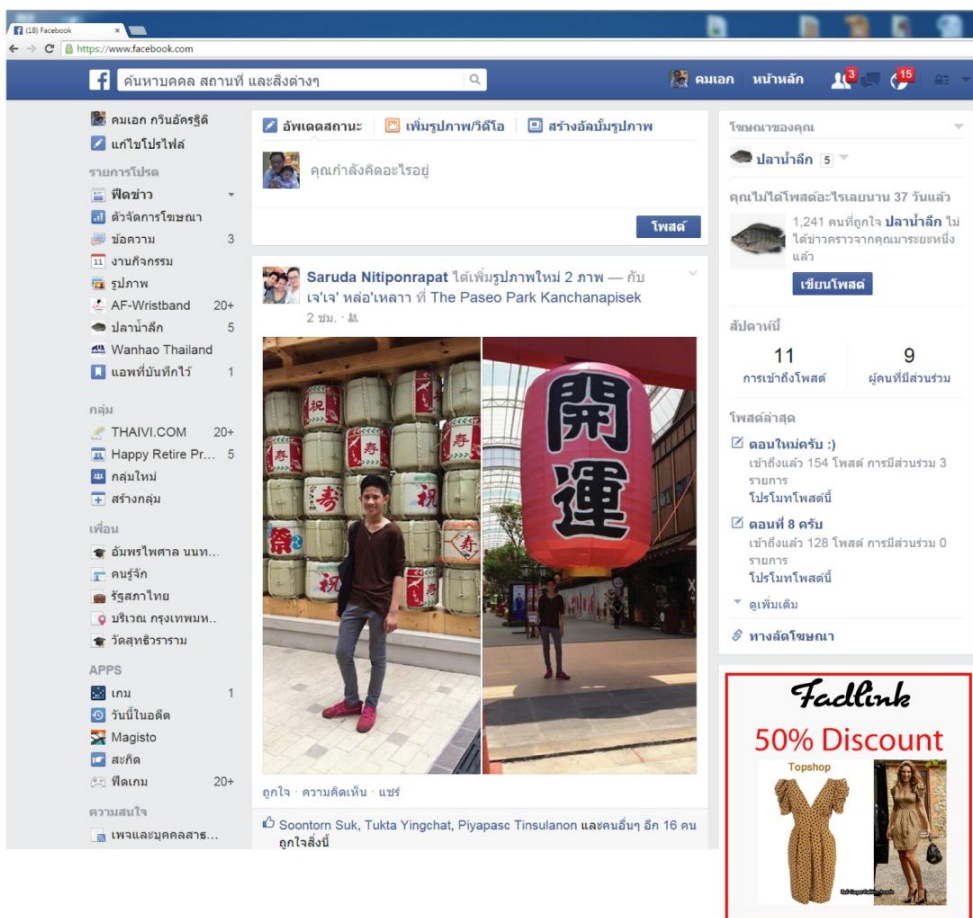 (18) Facebook
https://www.facebook.com
ค้นหาบุคคล สถานที่ และสิ่งต่างๆ
คมเอก หน้าหลัก 3 15
คมเอก กวินอัครฐิติ
แก้ไขโปรไฟล์
รายการโปรด
ฟีดข่าว
ตัวจัดการโฆษณา
ข้อความ 3
11 งานกิจกรรม
รูปภาพ
AF-Wristband 20+
ปลาน้ำลึก 5
Wanhao Thailand
แอพที่บันทึกไว้ 1
กลุ่ม
THAIVI.COM 20+
Happy Retire Pr... 5
กลุ่มใหม่
สร้างกลุ่ม
เพื่อน
อัมพรไพศาล นนท...
คนรู้จัก
รัฐสภาไทย
บริเวณ กรุงเทพมห..
วัดสุทธิวราราม
APPS
เกม 1
วันนี้ในอดีต
Magisto
สะกิด
ฟีดเกม 20+
ความสนใจ
เพจและบุคคลสาธ...
อัพเดตสถานะ เพิ่มรูปภาพ/วิดีโอ สร้างอัลบั้มรูปภาพ
คุณกำลังคิดอะไรอยู่
โพสต์
Saruda Nitiponrapat ได้เพิ่มรูปภาพใหม่ 2 ภาพ — กับ
เจ'เจ' หล่อ'เหลาา ที่ The Paseo Park Kanchanapisek
2 ชม.
祝
寿
寿
寿
祝
祭
寿
祝
開
運
ถูกใจ · ความคิดเห็น · แชร์
Soontorn Suk, Tukta Yingchat, Piyapasc Tinsulanon และคนอื่นๆ อีก 16 คน
ถูกใจสิ่งนี้
โฆษณาของคุณ
ปลาน้ำลึก 5
คุณไม่ได้โพสต์อะไรเลยนาน 37 วันแล้ว
1,241 คนที่ถูกใจ ปลาน้ำลึก ไม่
ได้ข่าวคราวจากคุณมาระยะหนึ่ง
แล้ว
เขียนโพสต์
สัปดาห์นี้
11 9
การเข้าถึงโพสต์ ผู้คนที่มีส่วนร่วม
โพสต์ล่าสุด
ตอนใหม่ครับ :)
เข้าถึงแล้ว 154 โพสต์ การมีส่วนร่วม 3
รายการ
โปรโมทโพสต์นี้
ตอนที่ 8 ครับ
เข้าถึงแล้ว 128 โพสต์ การมีส่วนร่วม 0
รายการ
โปรโมทโพสต์นี้
ดูเพิ่มเติม
ทางลัดโฆษณา
Fadlink
50% Discount
Topshop